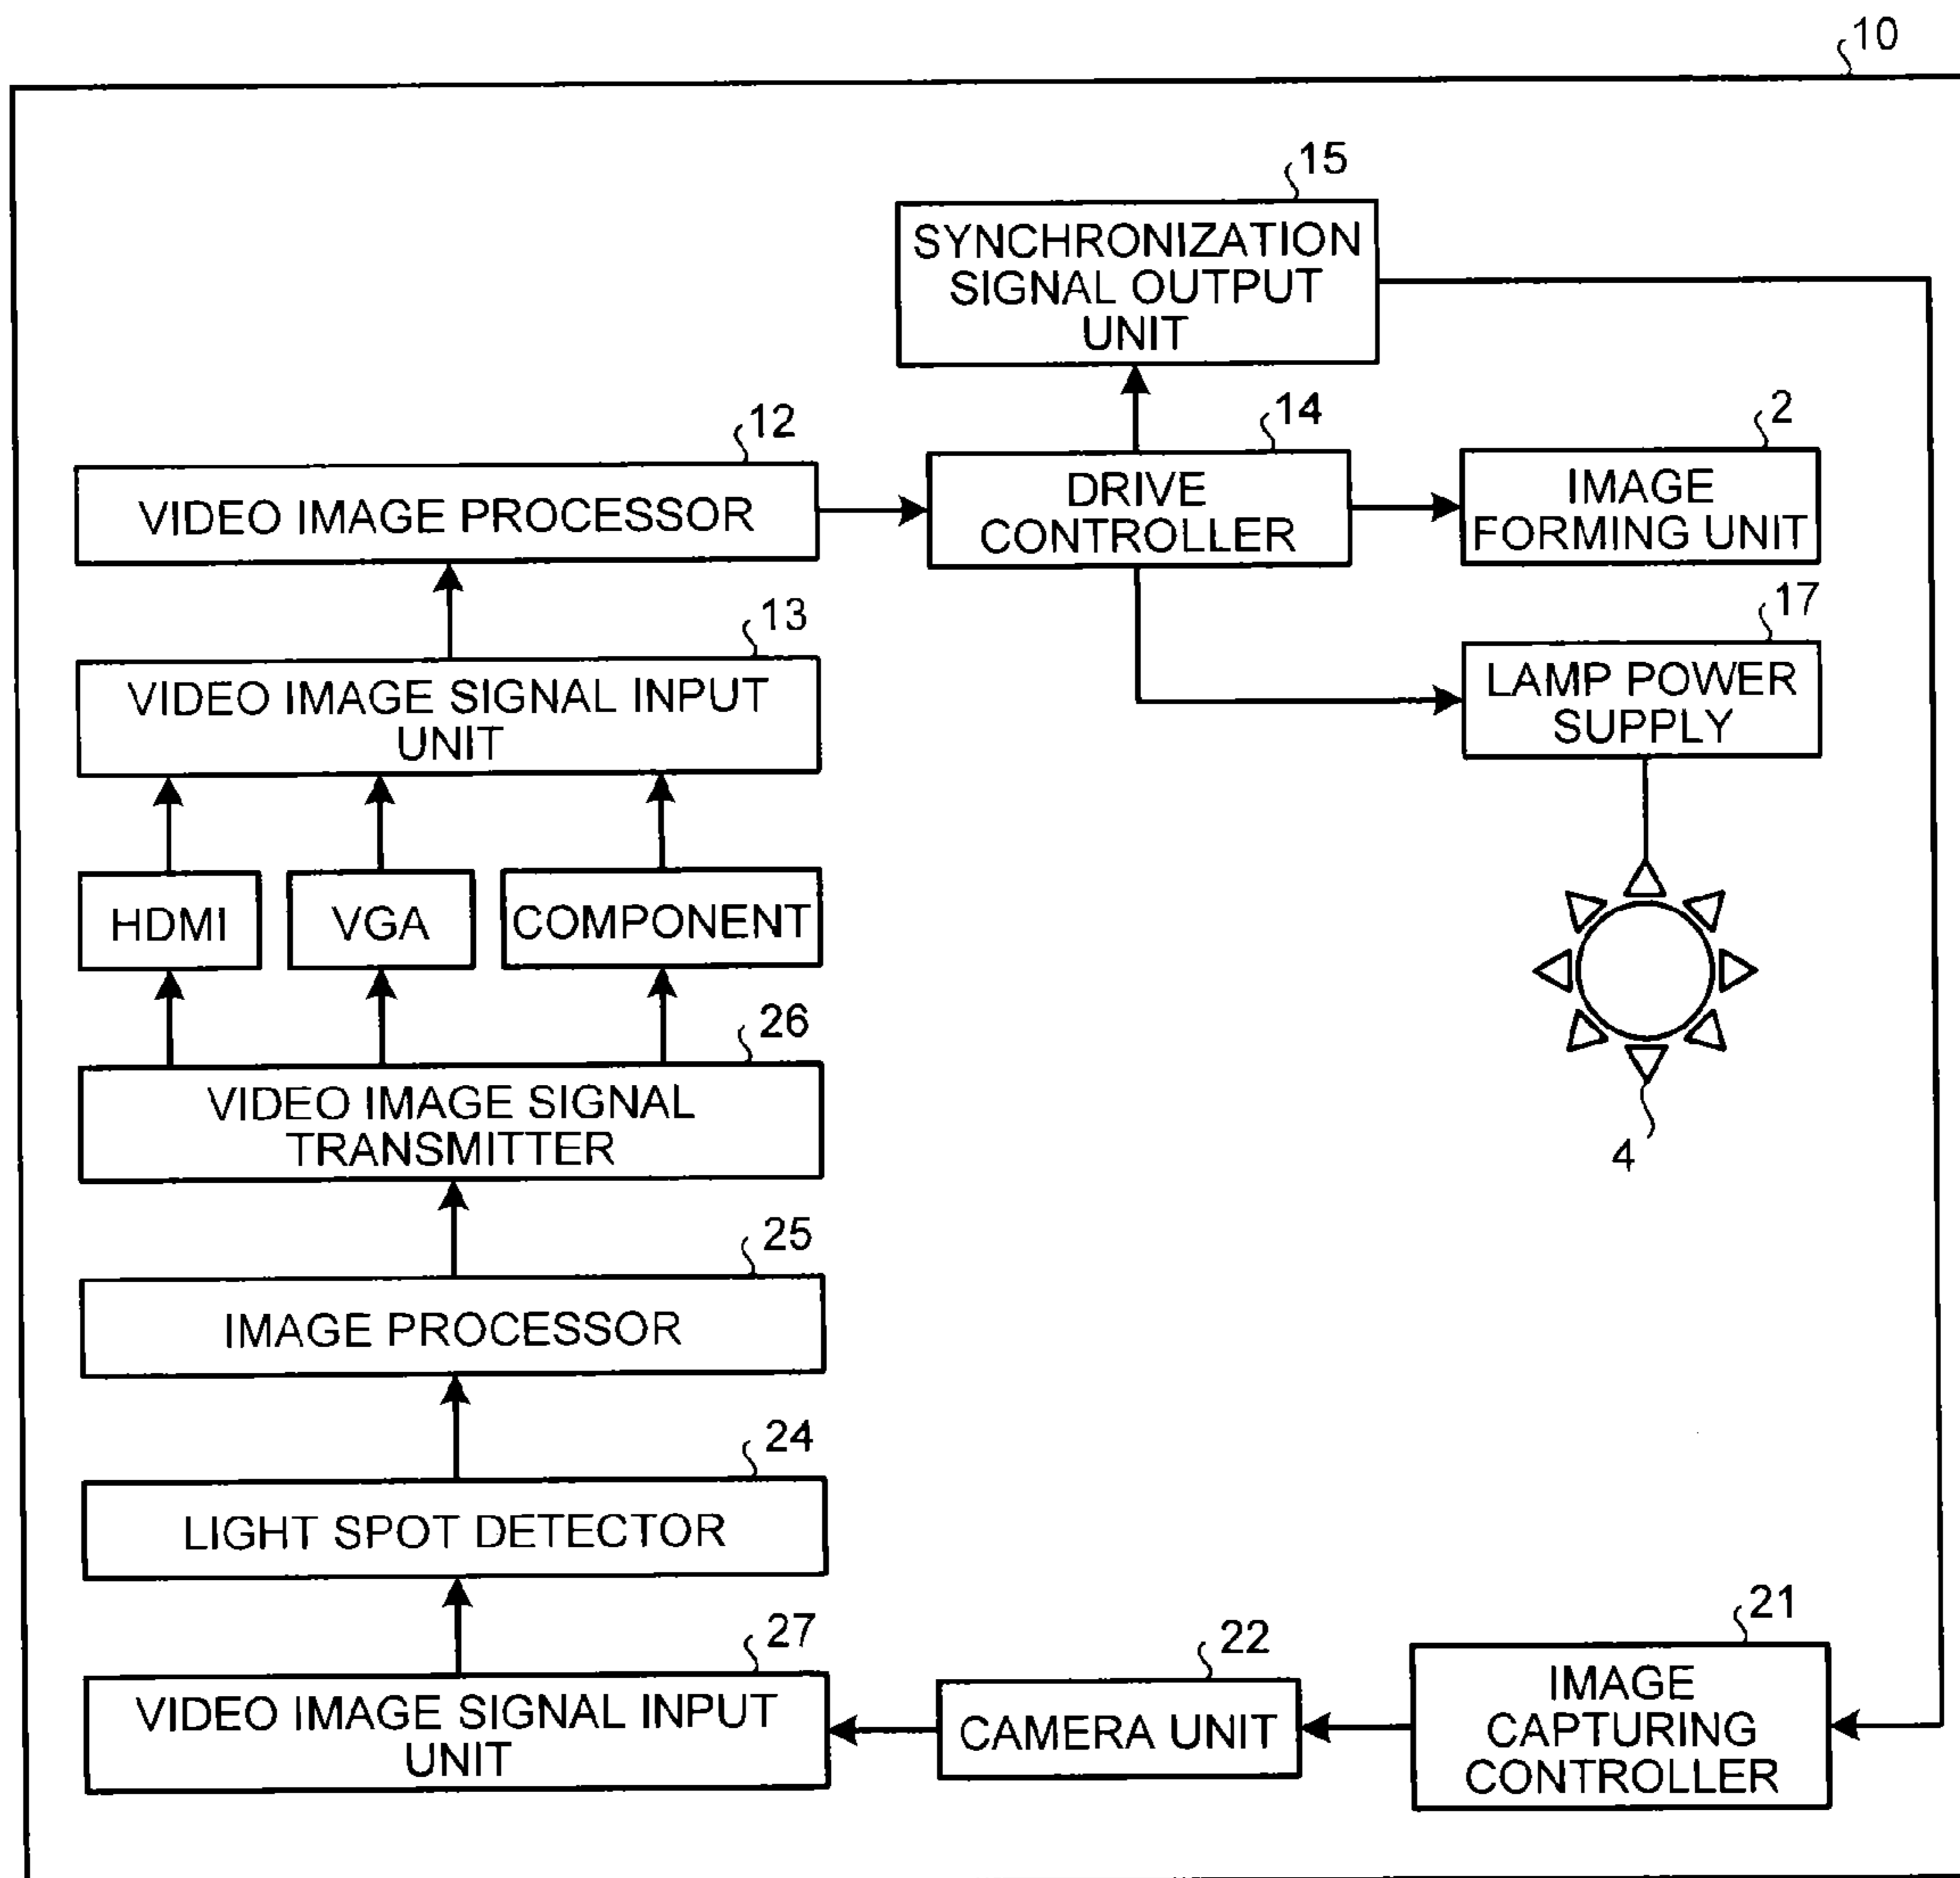 10
15
SYNCHRONIZATION
SIGNAL OUTPUT
UNIT
12
VIDEO IMAGE PROCESSOR
14
DRIVE
CONTROLLER
2
IMAGE
FORMING UNIT
13
VIDEO IMAGE SIGNAL INPUT
UNIT
17
LAMP POWER
SUPPLY
HDMI
VGA
COMPONENT
4
26
VIDEO IMAGE SIGNAL
TRANSMITTER
25
IMAGE PROCESSOR
24
LIGHT SPOT DETECTOR
27
VIDEO IMAGE SIGNAL INPUT
UNIT
22
CAMERA UNIT
21
IMAGE
CAPTURING
CONTROLLER